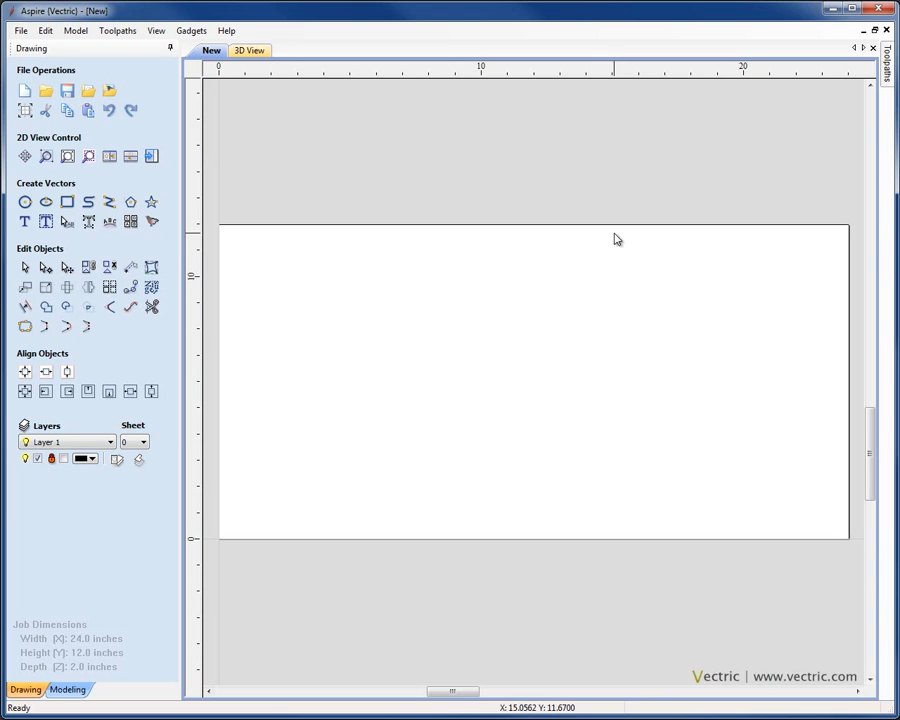 Aspire (Vectric) - [New]
File Edit Model Toolpaths View Gadgets Help
Drawing
New 3D View
Toolpaths
0 10 20
10
0
File Operations
2D View Control
Create Vectors
Edit Objects
Align Objects
Layers Sheet
Layer 1 0
Job Dimensions
Width [X]: 24.0 inches
Height [Y]: 12.0 inches
Depth [Z]: 2.0 inches
Drawing Modeling
Vectric | www.vectric.com
Ready X: 15.0562 Y: 11.6700